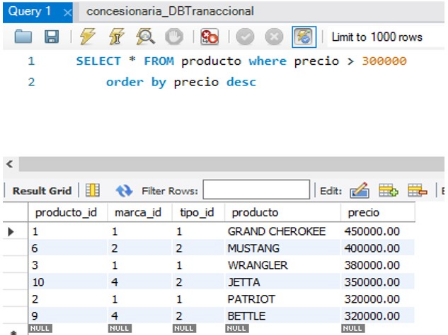 Query 1 × concesionaria_DBTranaccional
Limit to 1000 rows
1 SELECT * FROM producto where precio > 300000
2 order by precio desc
Result Grid Filter Rows: Edit:
producto_id marca_id tipo_id producto precio
1 1 1 GRAND CHEROKEE 450000.00
6 2 2 MUSTANG 400000.00
3 1 1 WRANGLER 380000.00
10 4 2 JETTA 350000.00
2 1 1 PATRIOT 320000.00
9 4 2 BETTLE 320000.00
NULL NULL NULL NULL NULL